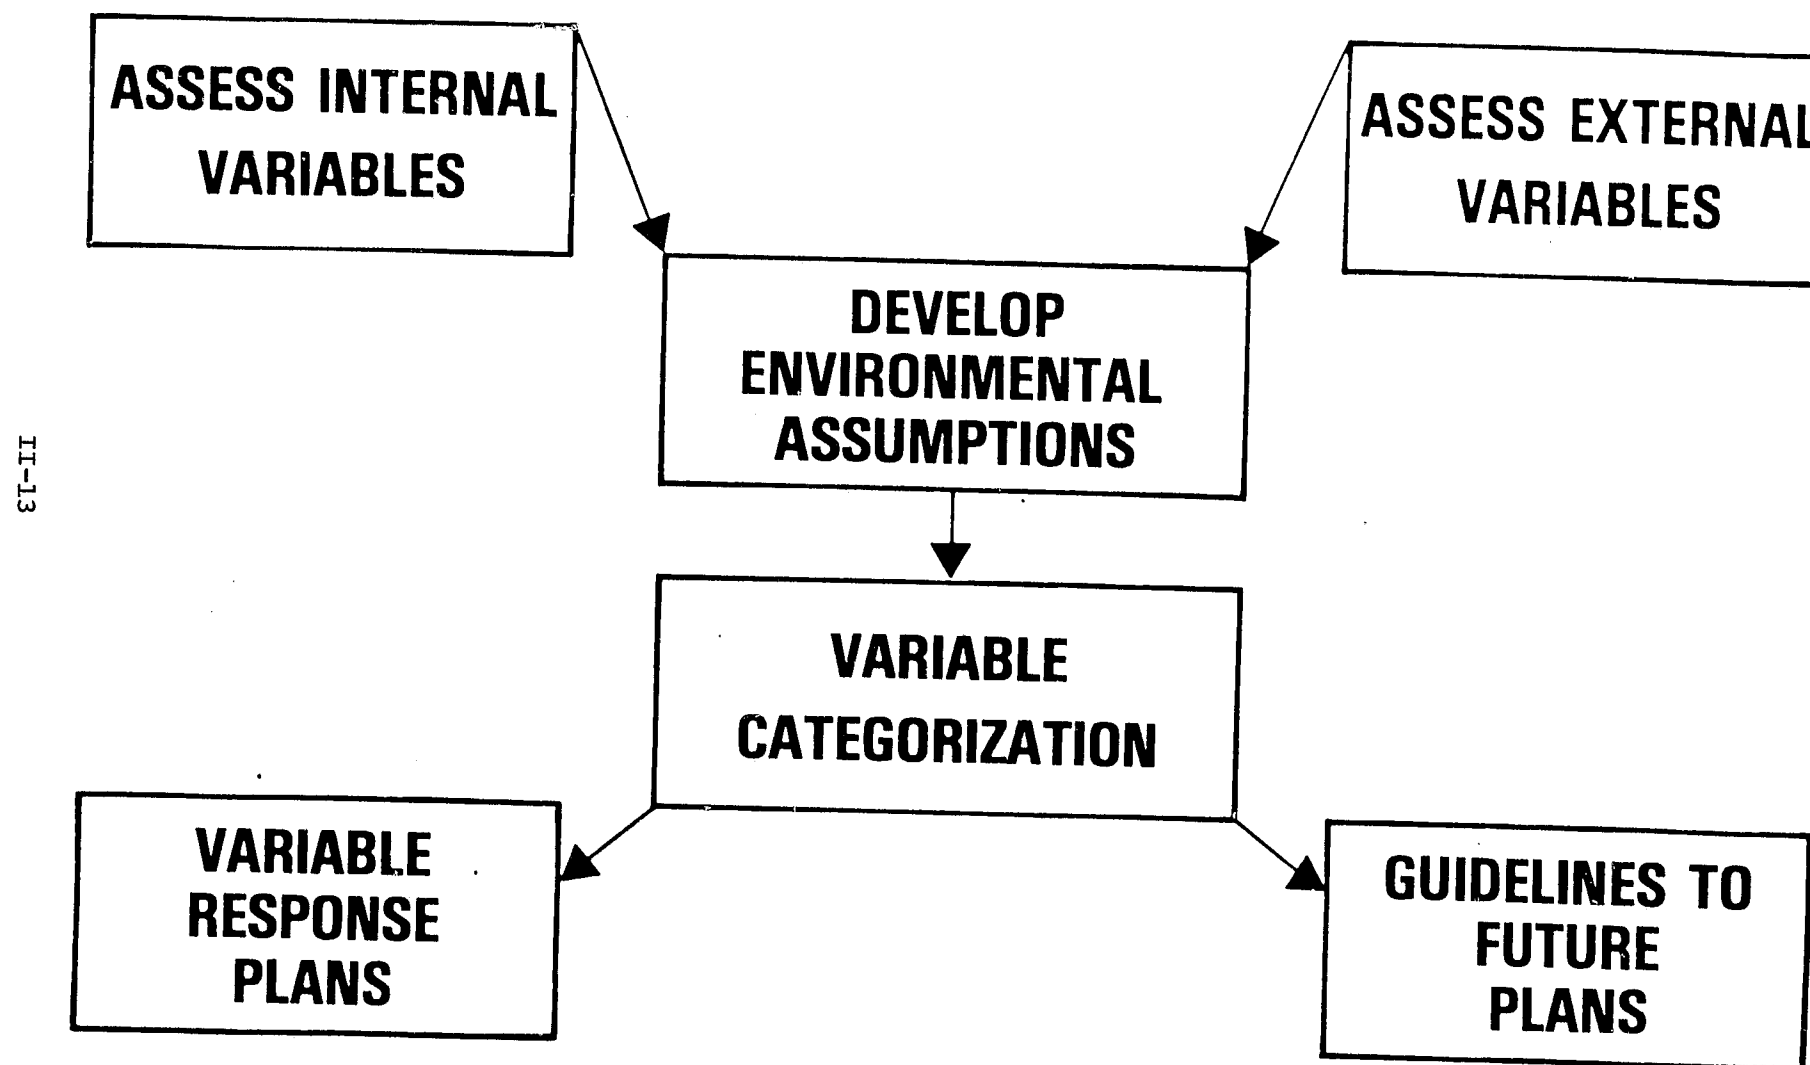 ASSESS INTERNAL
VARIABLES
ASSESS EXTERNAL
VARIABLES
DEVELOP
ENVIRONMENTAL
ASSUMPTIONS
II-13
VARIABLE
CATEGORIZATION
VARIABLE
RESPONSE
PLANS
GUIDELINES TO
FUTURE
PLANS